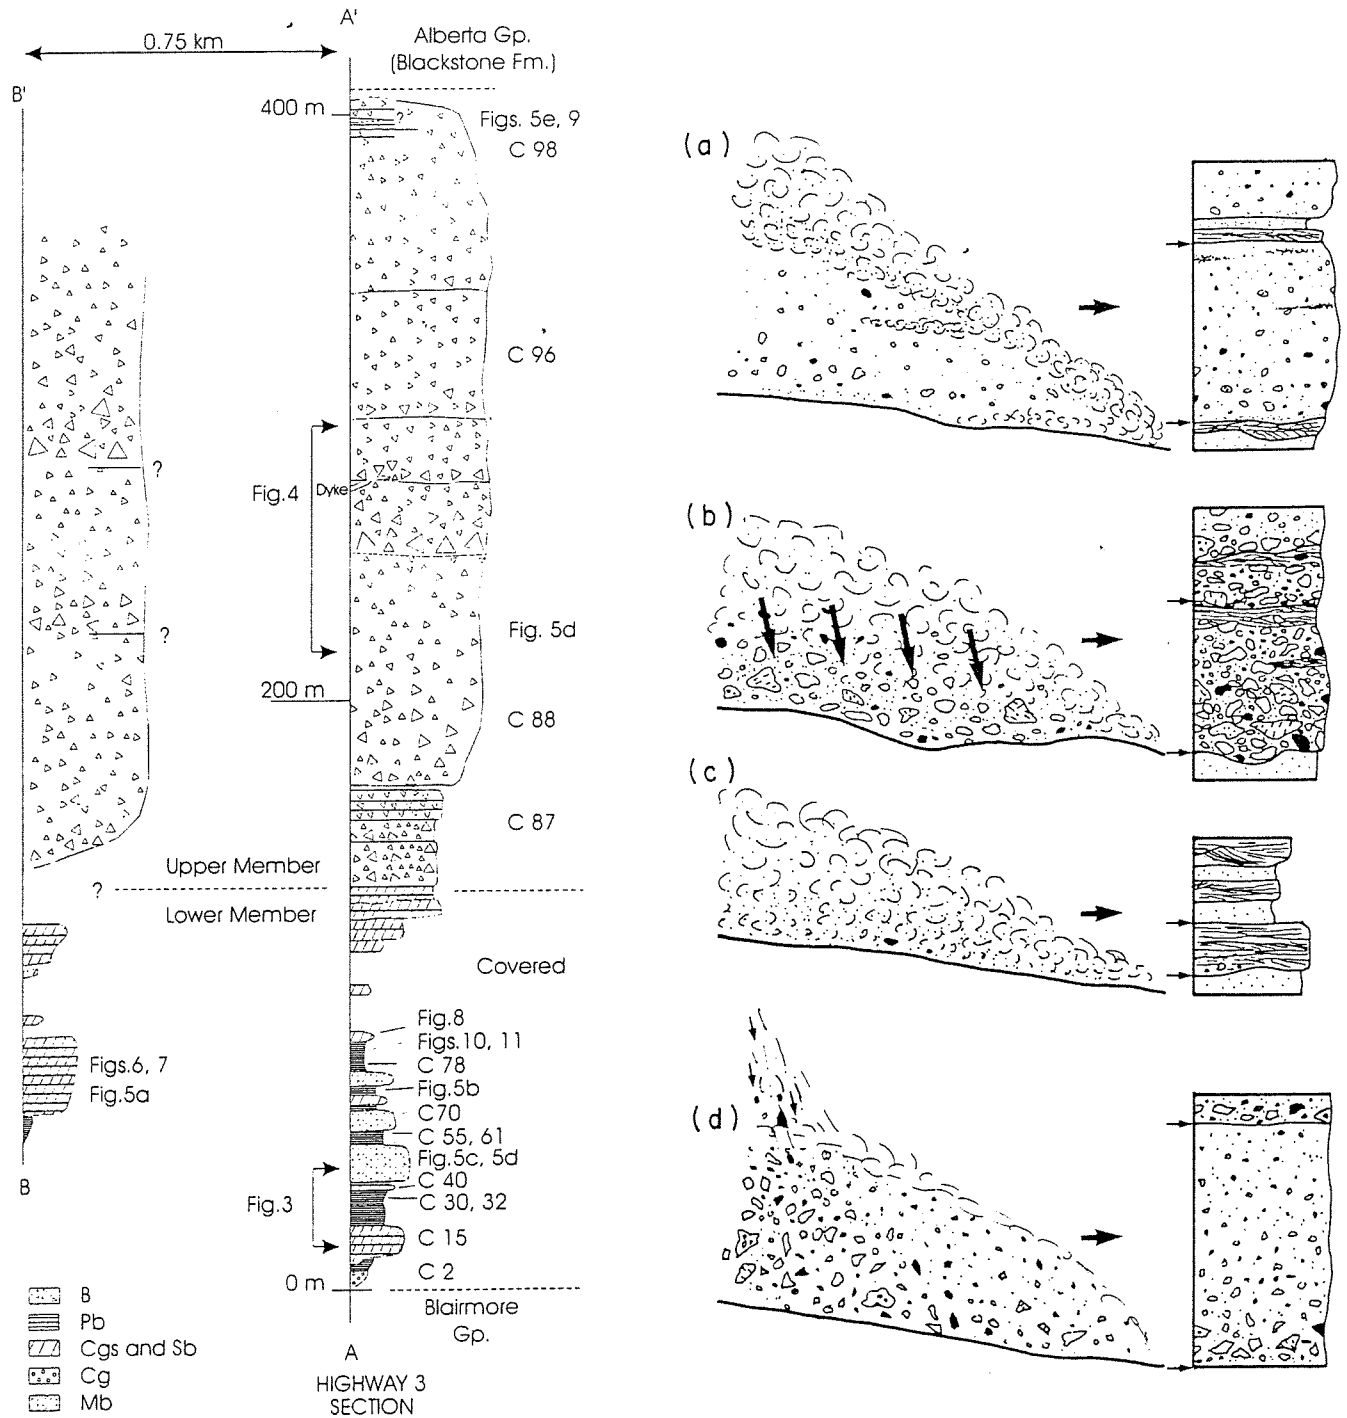 A'
0.75 km
Alberta Gp.
(Blackstone Fm.)
B'
400 m
?
Figs. 5e, 9
C 98
C 96
?
Fig.4
Dyke
?
Fig. 5d
200 m
C 88
C 87
Upper Member
?
Lower Member
Covered
Fig.8
Figs.10, 11
C 78
Figs.6, 7
Fig.5b
Fig.5a
C70
C 55, 61
Fig.5c, 5d
B
C 40
C 30, 32
Fig.3
C 15
C 2
0 m
Blairmore
Gp.
B
Pb
Cgs and Sb
Cg
Mb
A
HIGHWAY 3
SECTION
(a)
(b)
(c)
(d)